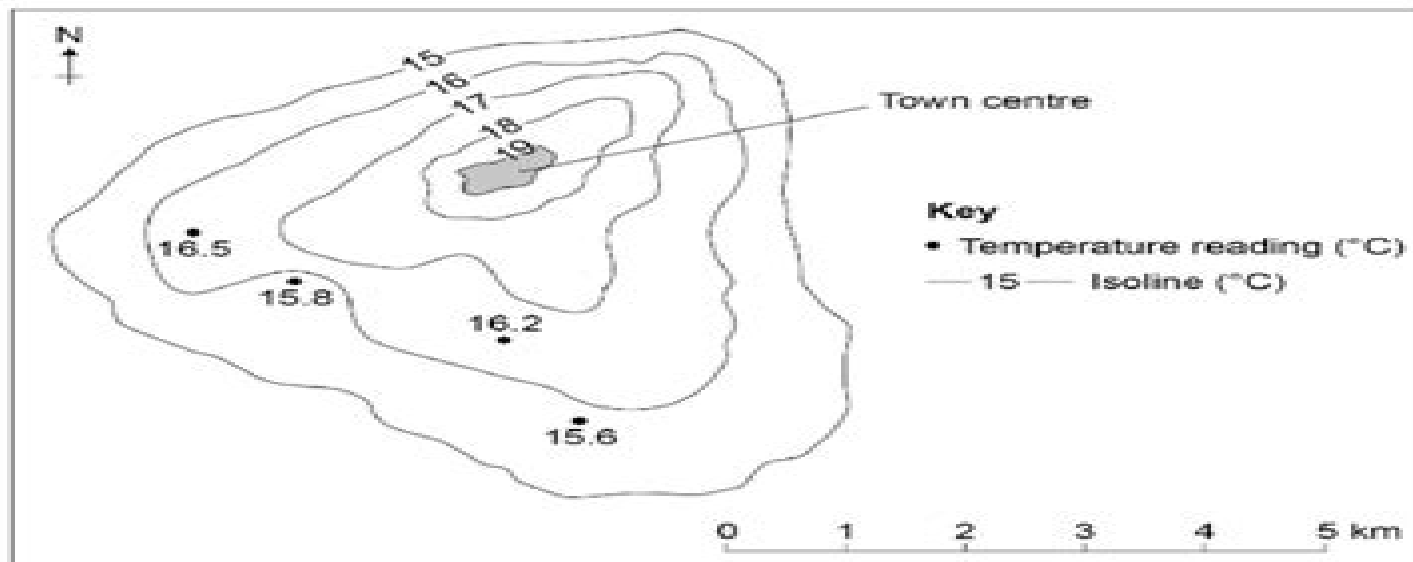 N
15
16
17
18
19
Town centre
16.5
15.8
16.2
15.6
Key
Temperature reading (°C)
15 Isoline (°C)
0 1 2 3 4 5 km